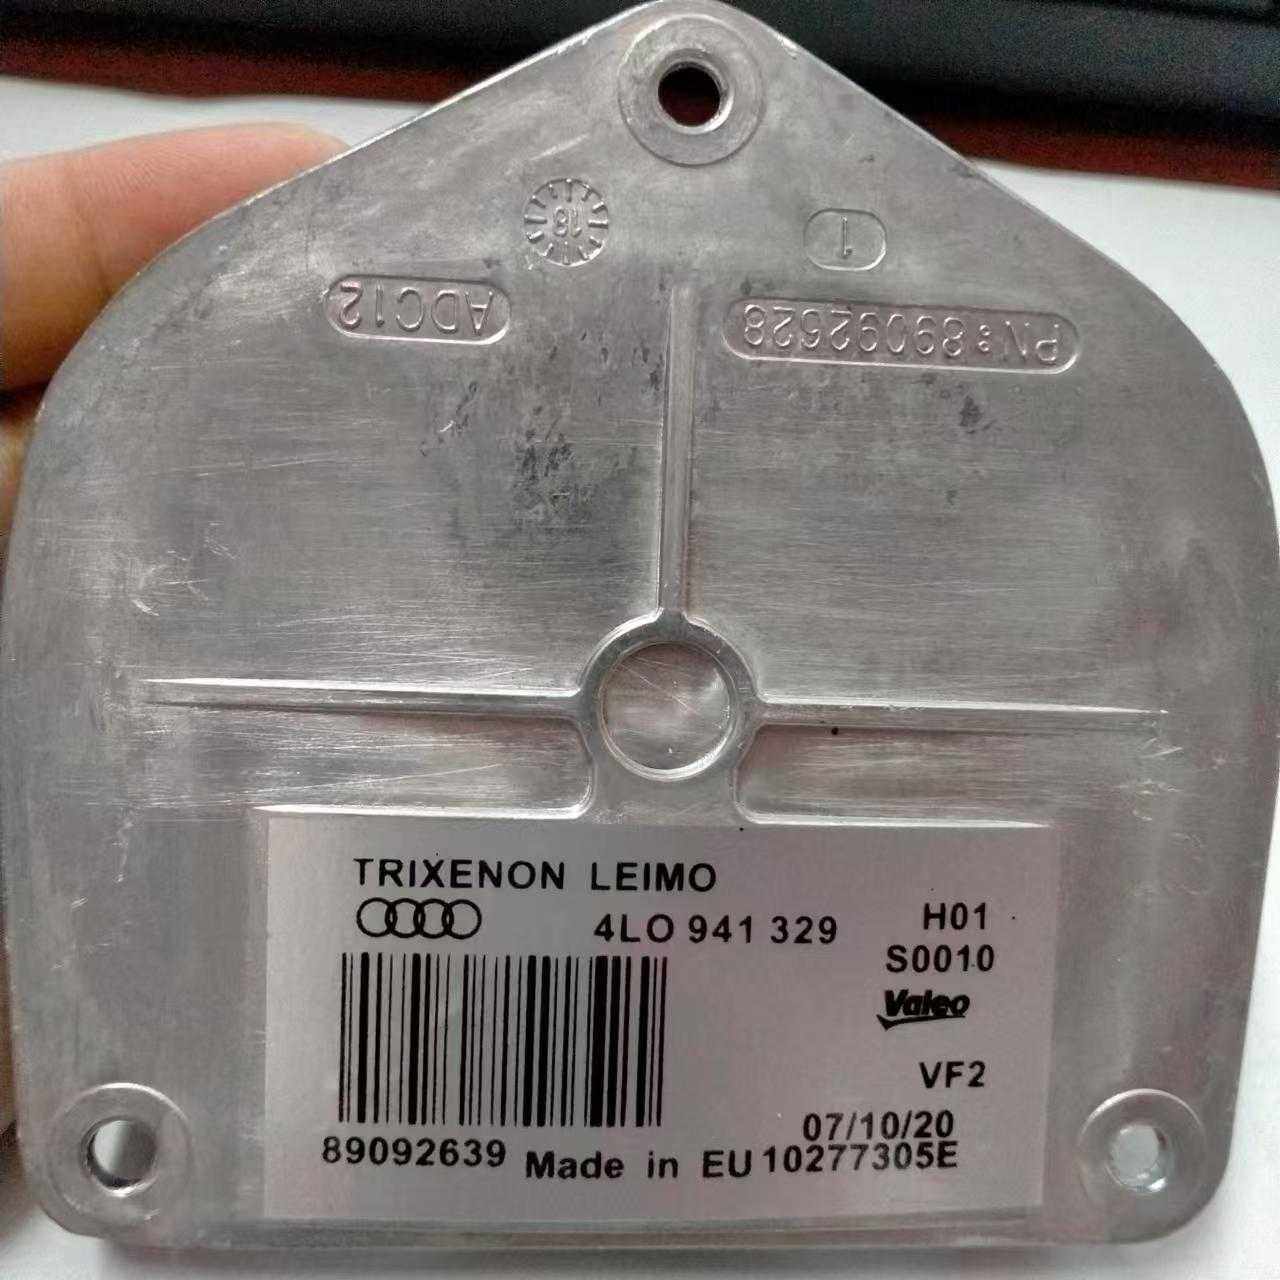 18
1
ADC12
PN:89092628
TRIXENON LEIMO
4LO 941 329
H01
S0010
Valeo
VF2
07/10/20
89092639
Made in EU
10277305E